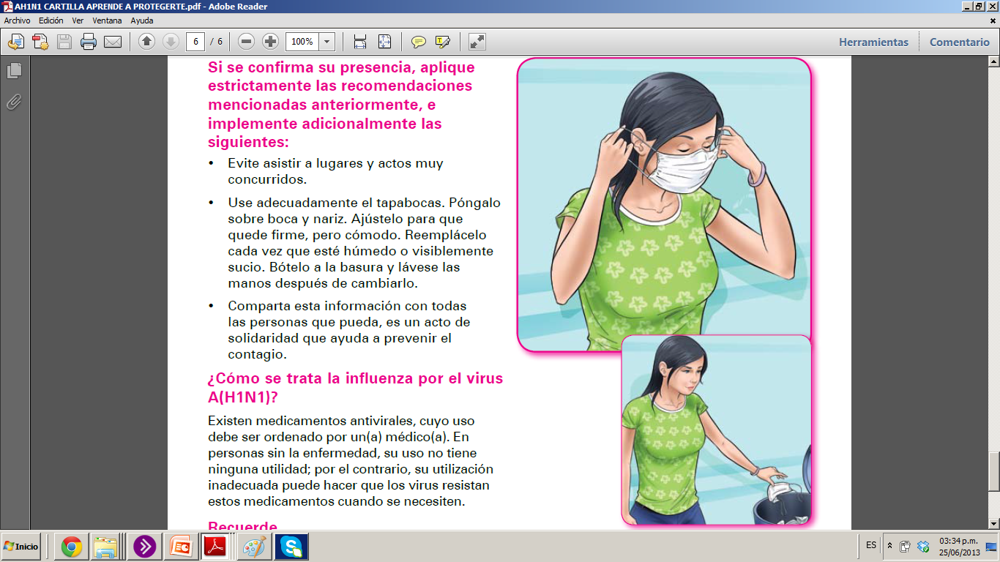 AH1N1 CARTILLA APRENDE A PROTEGERTE.pdf - Adobe Reader
Archivo Edición Ver Ventana Ayuda
6 / 6 100% Herramientas Comentario
Si se confirma su presencia, aplique
estrictamente las recomendaciones
mencionadas anteriormente, e
implemente adicionalmente las
siguientes:
• Evite asistir a lugares y actos muy
concurridos.
• Use adecuadamente el tapabocas. Póngalo
sobre boca y nariz. Ajústelo para que
quede firme, pero cómodo. Reemplácelo
cada vez que esté húmedo o visiblemente
sucio. Bótelo a la basura y lávese las
manos después de cambiarlo.
• Comparta esta información con todas
las personas que pueda, es un acto de
solidaridad que ayuda a prevenir el
contagio.
¿Cómo se trata la influenza por el virus
A(H1N1)?
Existen medicamentos antivirales, cuyo uso
debe ser ordenado por un(a) médico(a). En
personas sin la enfermedad, su uso no tiene
ninguna utilidad; por el contrario, su utilización
inadecuada puede hacer que los virus resistan
estos medicamentos cuando se necesiten.
Recuerde
Inicio ES 03:34 p.m.
25/06/2013